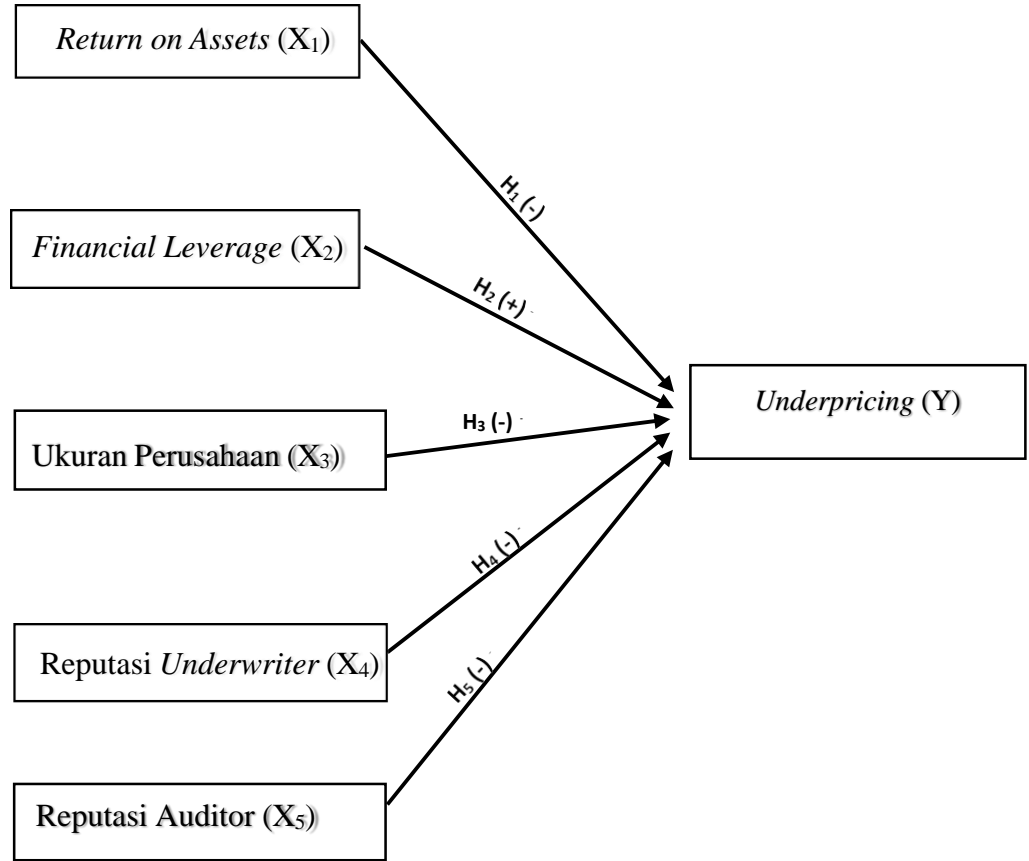 Return on Assets (X₁)
H₁ (-)
Financial Leverage (X₂)
H₂ (+)
Underpricing (Y)
H₃ (-)
Ukuran Perusahaan (X₃)
H₄ (-)
Reputasi Underwriter (X₄)
H₅ (-)
Reputasi Auditor (X₅)